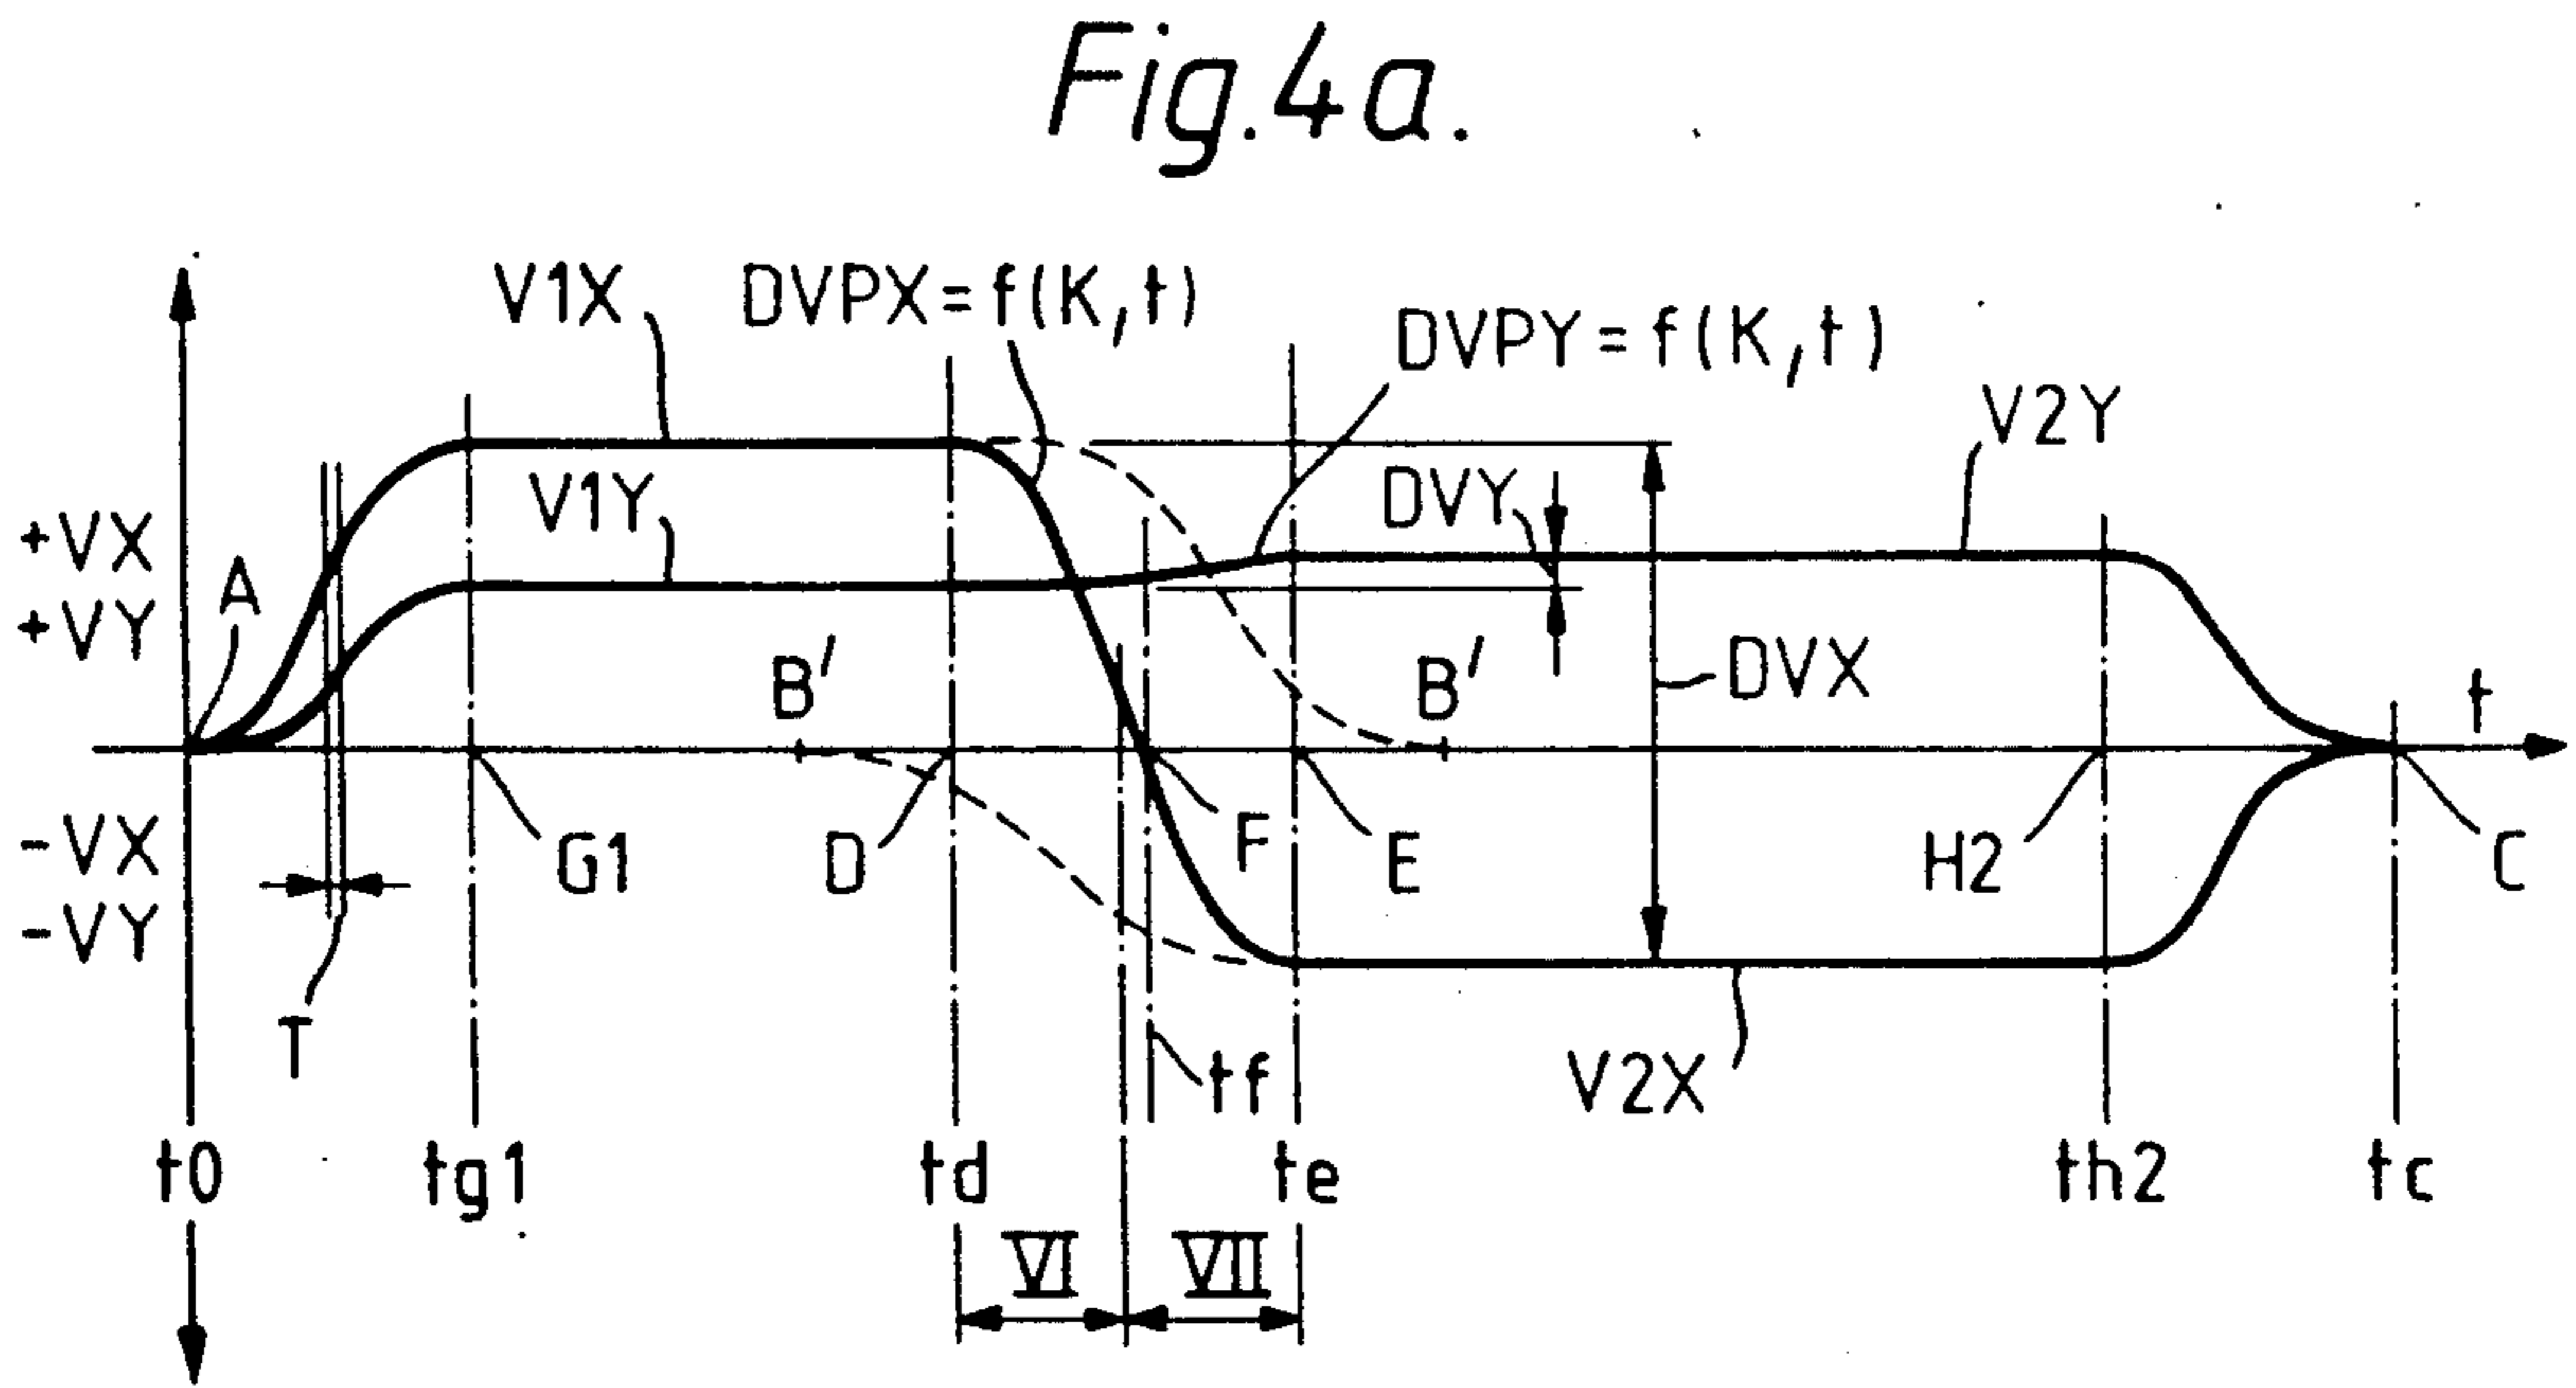 Fig.4a.
V1X
DVPX = f(K,t)
DVPY = f(K,t)
V2Y
V1Y
DVY
+VX
A
+VY
B'
B'
DVX
t
-VX
G1
D
F
E
H2
C
-VY
T
tf
V2X
t0
tg1
td
te
th2
tc
VI
VII